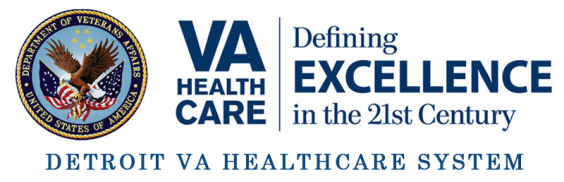 DEPARTMENT OF VETERANS AFFAIRS
UNITED STATES OF AMERICA
VA
HEALTH
CARE
Defining
EXCELLENCE
in the 21st Century
DETROIT VA HEALTHCARE SYSTEM